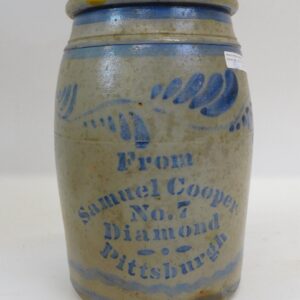 From
Samuel Cooper.
No. 7
Diamond
Pittsburgh